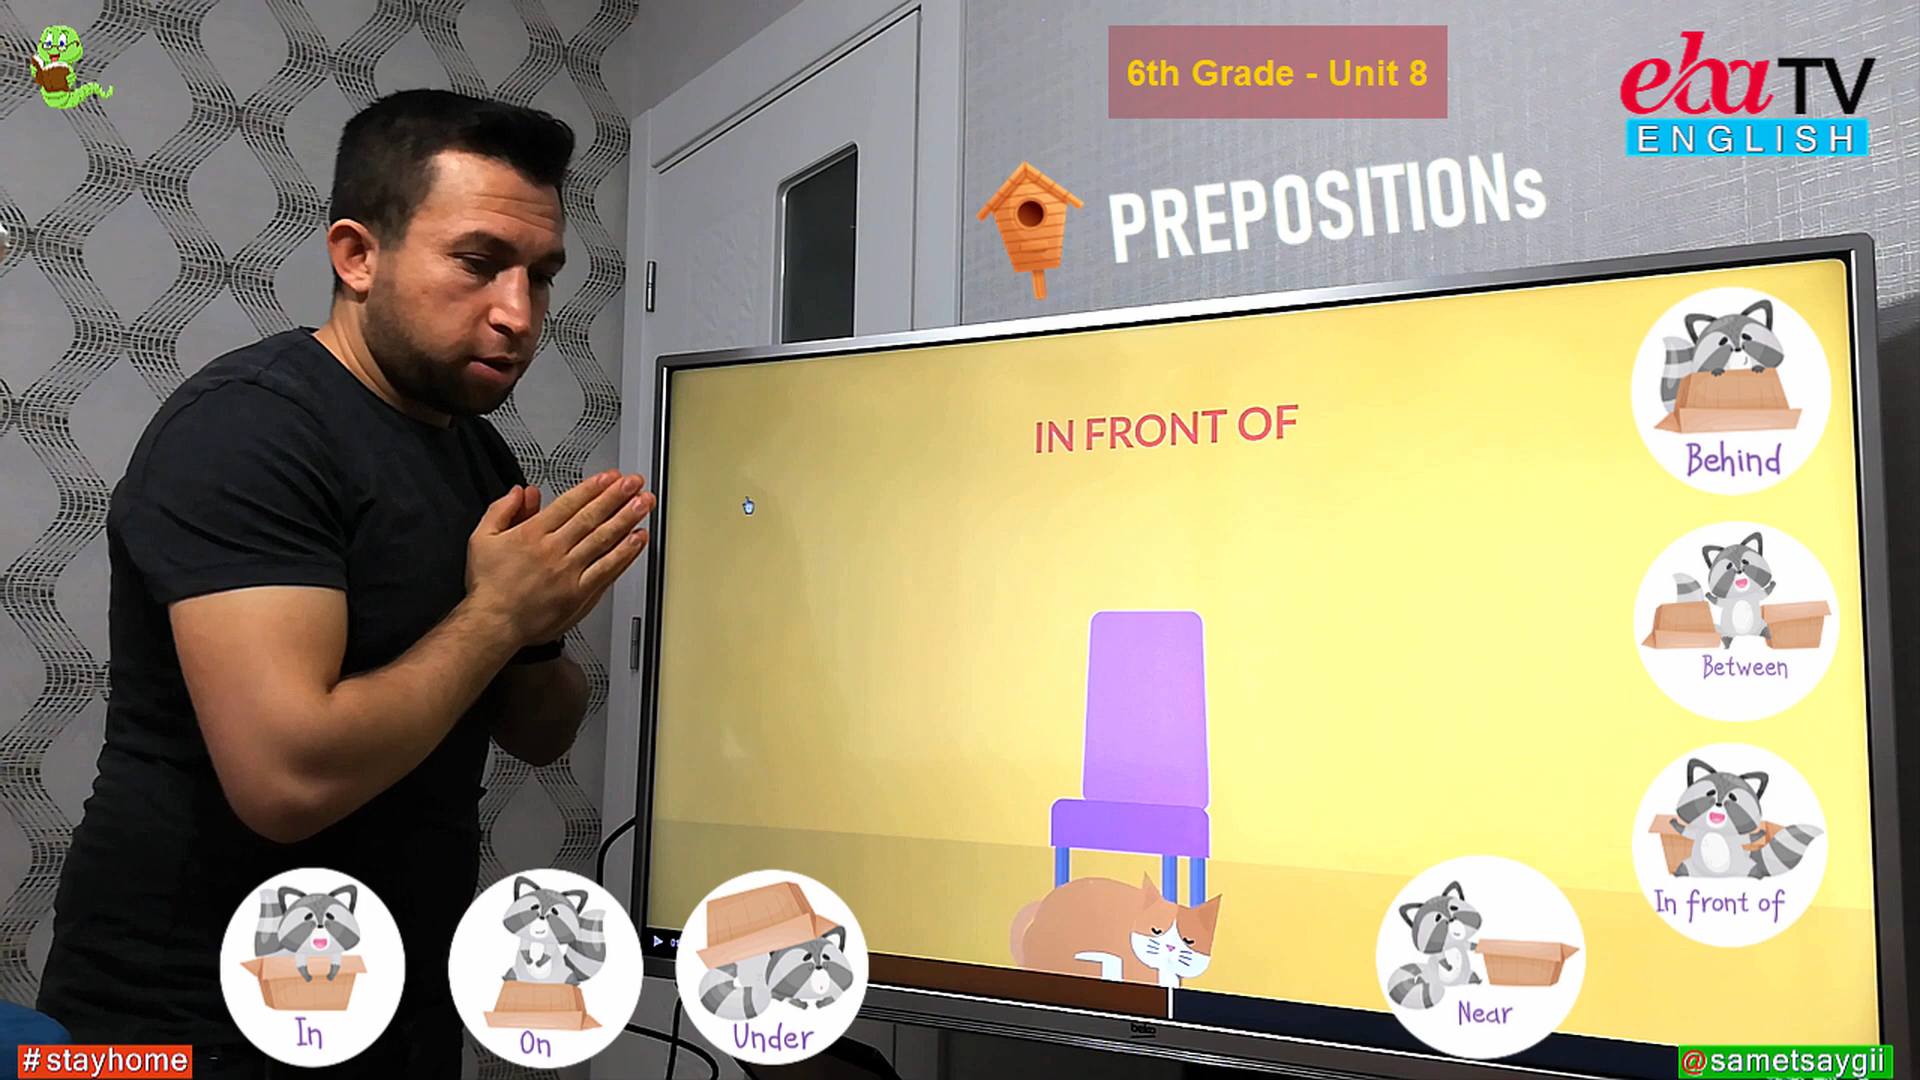 6th Grade - Unit 8
eba TV
ENGLISH
PREPOSITIONs
IN FRONT OF
Behind
Between
In front of
Near
In
On
Under
beko
#stayhome
@sametsaygii